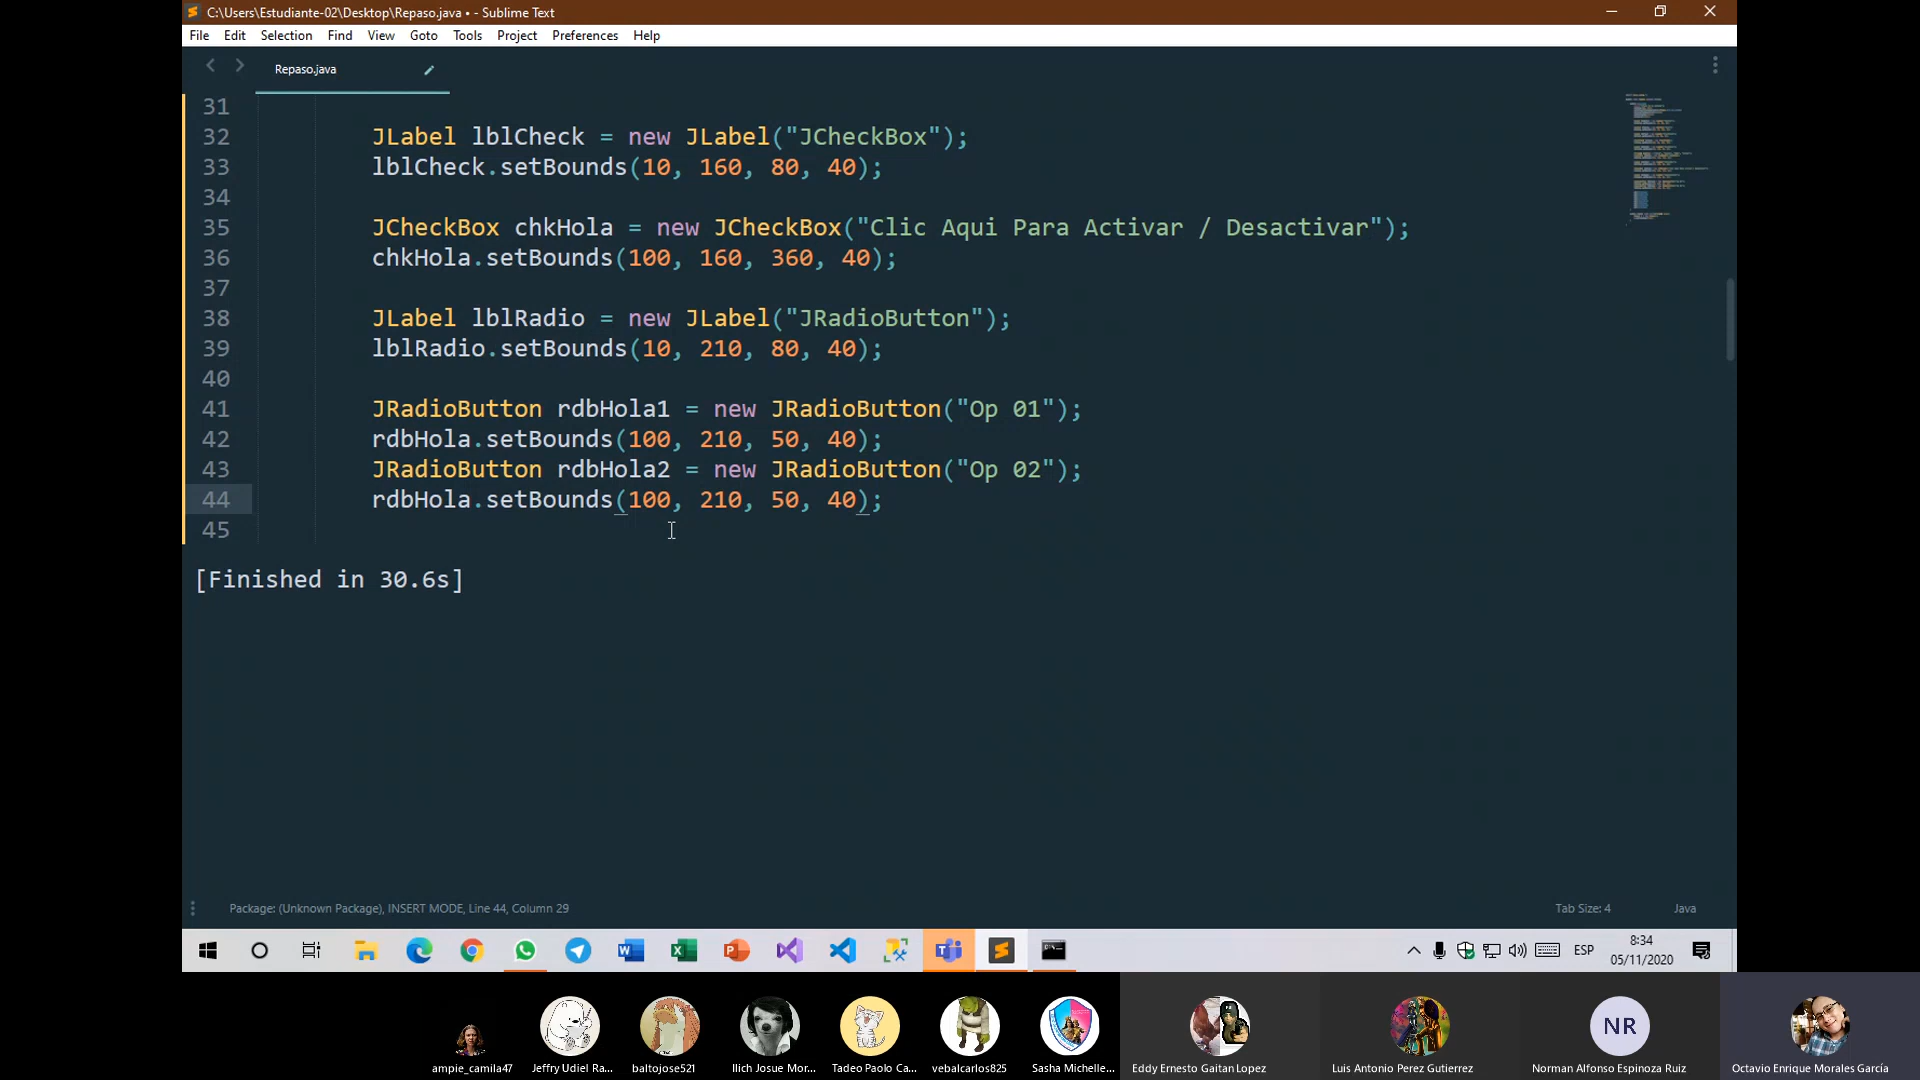 C:\Users\Estudiante-02\Desktop\Repaso.java • - Sublime Text
File Edit Selection Find View Goto Tools Project Preferences Help
Repaso.java
31
32 JLabel lblCheck = new JLabel("JCheckBox");
33 lblCheck.setBounds(10, 160, 80, 40);
34
35 JCheckBox chkHola = new JCheckBox("Clic Aqui Para Activar / Desactivar");
36 chkHola.setBounds(100, 160, 360, 40);
37
38 JLabel lblRadio = new JLabel("JRadioButton");
39 lblRadio.setBounds(10, 210, 80, 40);
40
41 JRadioButton rdbHola1 = new JRadioButton("Op 01");
42 rdbHola.setBounds(100, 210, 50, 40);
43 JRadioButton rdbHola2 = new JRadioButton("Op 02");
44 rdbHola.setBounds(100, 210, 50, 40);
45
[Finished in 30.6s]
Package: (Unknown Package), INSERT MODE, Line 44, Column 29 Tab Size: 4 Java
ESP 8:34
05/11/2020
NR
ampie_camila47 Jeffry Udiel Ra... baltojose521 Illich Josue Mor... Tadeo Paolo Ca... vebalcarlos825 Sasha Michelle... Eddy Ernesto Gaitan Lopez Luis Antonio Perez Gutierrez Norman Alfonso Espinoza Ruiz Octavio Enrique Morales García